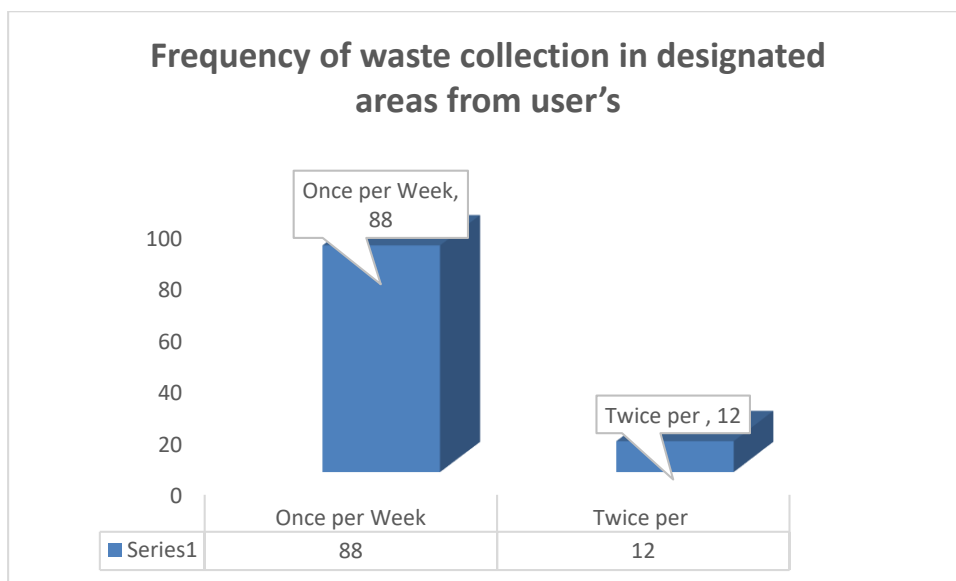 Frequency of waste collection in designated
areas from user’s
Once per Week,
88
Twice per , 12
100
80
60
40
20
0
Once per Week Twice per
Series1 88 12